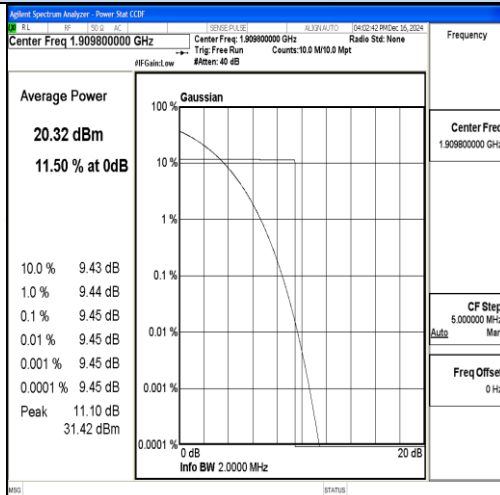 Agilent Spectrum Analyzer - Power Stat CCDF
RL RF 50 Ω AC SENSE:PULSE ALIGN AUTO 04:02:42 PM Dec 16, 2024
Center Freq 1.909800000 GHz
Center Freq: 1.909800000 GHz Radio Std: None
Trig: Free Run Counts:10.0 M/10.0 Mpt
#IFGain:Low #Atten: 40 dB
Frequency
Average Power
20.32 dBm
11.50 % at 0dB
10.0 % 9.43 dB
1.0 % 9.44 dB
0.1 % 9.45 dB
0.01 % 9.45 dB
0.001 % 9.45 dB
0.0001 % 9.45 dB
Peak 11.10 dB
31.42 dBm
Gaussian
100 %
10 %
1 %
0.1 %
0.01 %
0.001 %
0.0001 %
0 dB 20 dB
Info BW 2.0000 MHz
Center Freq
1.909800000 GHz
CF Step
5.000000 MHz
Auto Man
Freq Offset
0 Hz
MSG STATUS